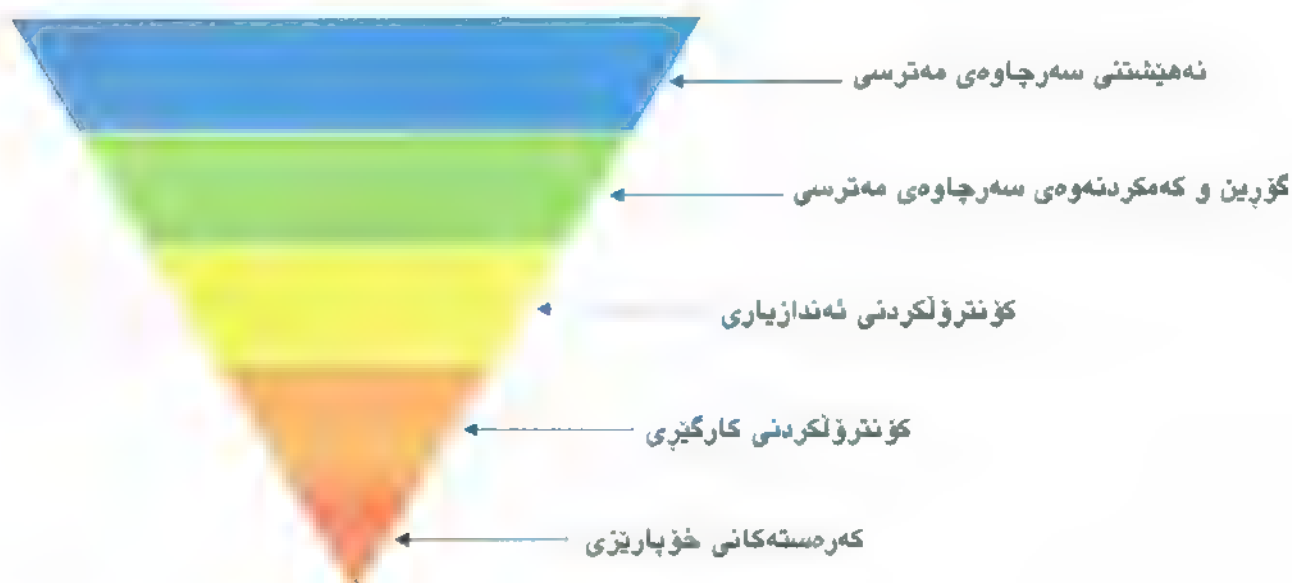 نەهێشتنی سەرچاوەی مەترسی
گۆڕین و کەمکردنەوەی سەرچاوەی مەترسی
کۆنترۆڵکردنی ئەندازیاری
کۆنترۆڵکردنی کارگێڕی
کەرەستەکانی خۆپارێزی